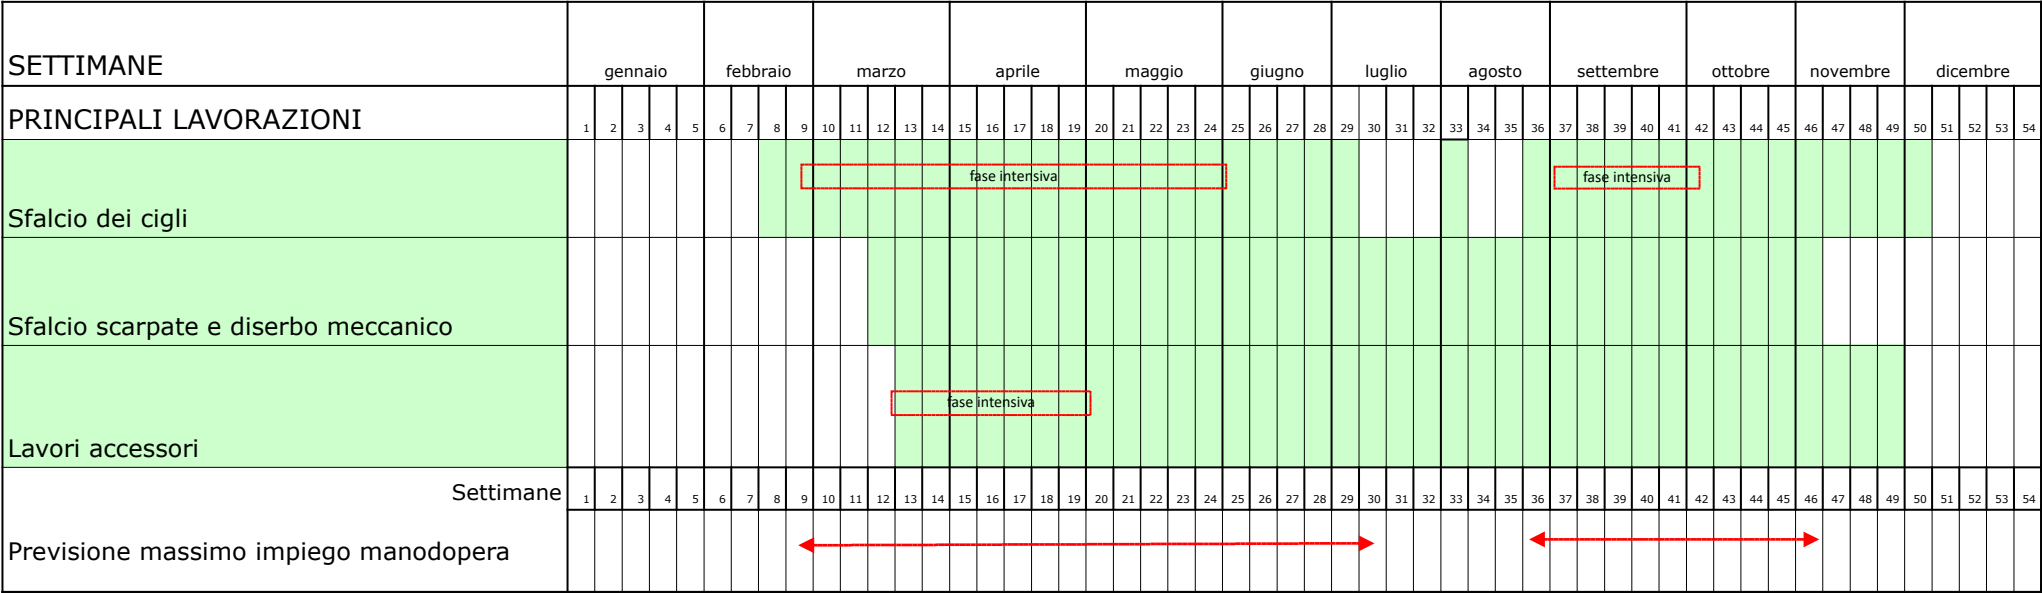 SETTIMANE gennaio febbraio marzo aprile maggio giugno luglio agosto settembre ottobre novembre dicembre
PRINCIPALI LAVORAZIONI 1 2 3 4 5 6 7 8 9 10 11 12 13 14 15 16 17 18 19 20 21 22 23 24 25 26 27 28 29 30 31 32 33 34 35 36 37 38 39 40 41 42 43 44 45 46 47 48 49 50 51 52 53 54
fase intensiva fase intensiva
Sfalcio dei cigli
Sfalcio scarpate e diserbo meccanico
fase intensiva
Lavori accessori
Settimane 1 2 3 4 5 6 7 8 9 10 11 12 13 14 15 16 17 18 19 20 21 22 23 24 25 26 27 28 29 30 31 32 33 34 35 36 37 38 39 40 41 42 43 44 45 46 47 48 49 50 51 52 53 54
Previsione massimo impiego manodopera